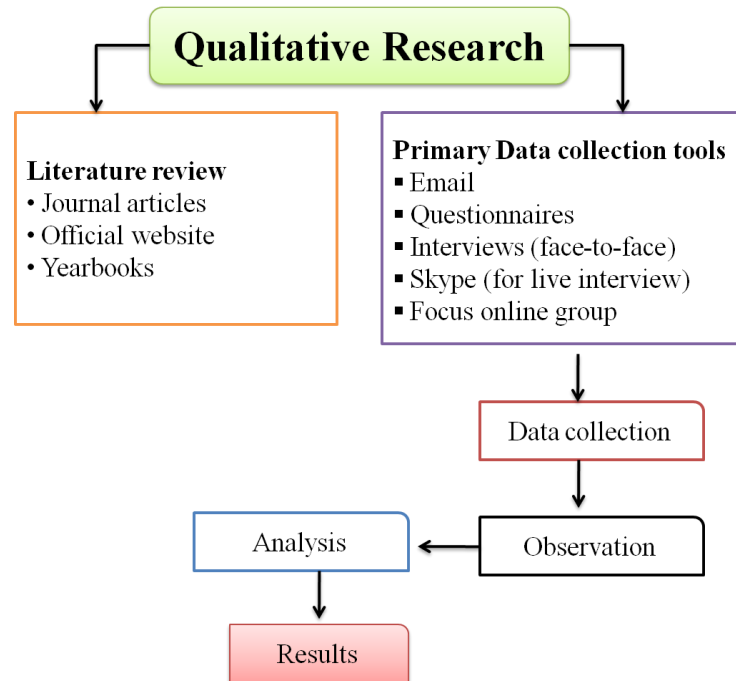 Qualitative Research
Literature review
• Journal articles
• Official website
• Yearbooks
Primary Data collection tools
▪ Email
▪ Questionnaires
▪ Interviews (face-to-face)
▪ Skype (for live interview)
▪ Focus online group
Data collection
Observation
Analysis
Results